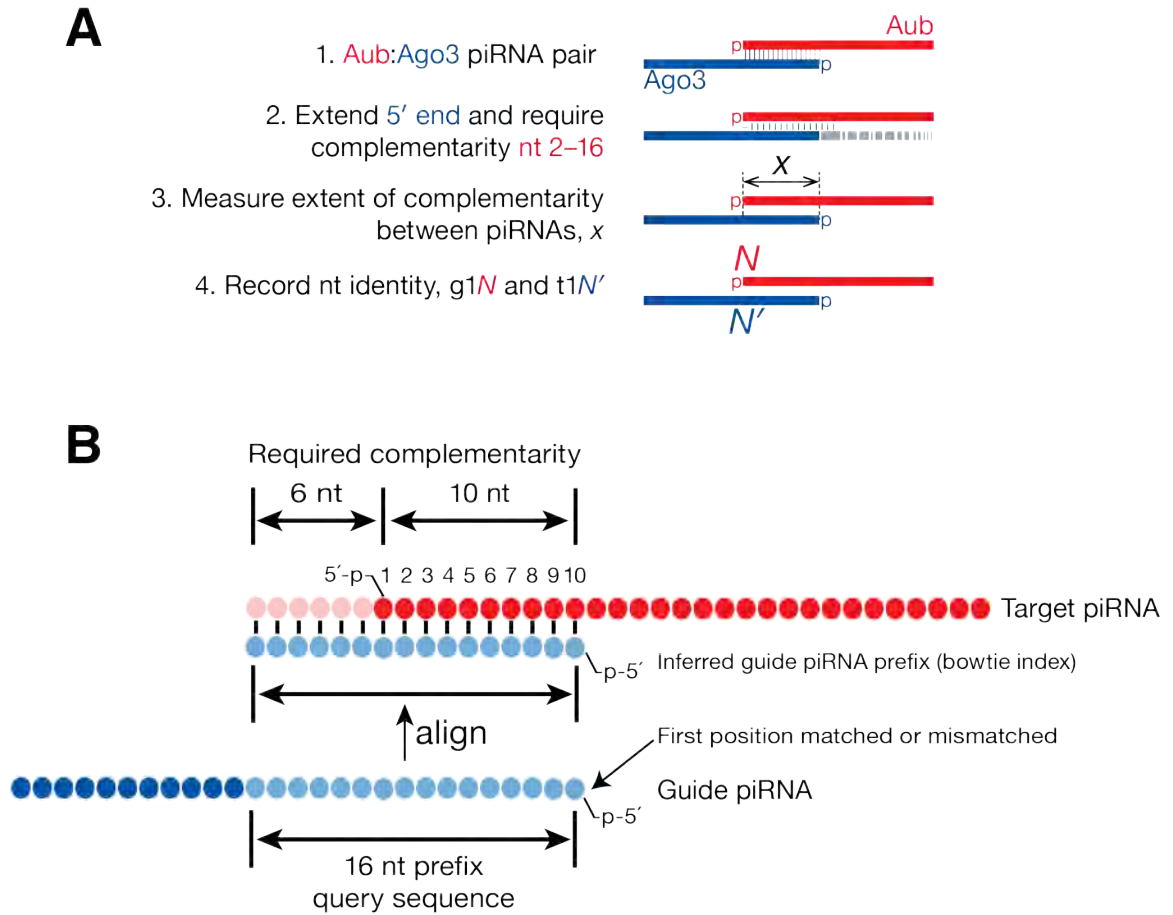 A
Aub
1. Aub:Ago3 piRNA pair
p
p
Ago3
2. Extend 5′ end and require
complementarity nt 2–16
p
x
3. Measure extent of complementarity
between piRNAs, x
p
p
N
4. Record nt identity, g1N and t1N′
p
p
N′
B
Required complementarity
6 nt
10 nt
5′-p- 1 2 3 4 5 6 7 8 9 10
Target piRNA
-p-5′ Inferred guide piRNA prefix (bowtie index)
align
First position matched or mismatched
Guide piRNA
-p-5′
16 nt prefix
query sequence